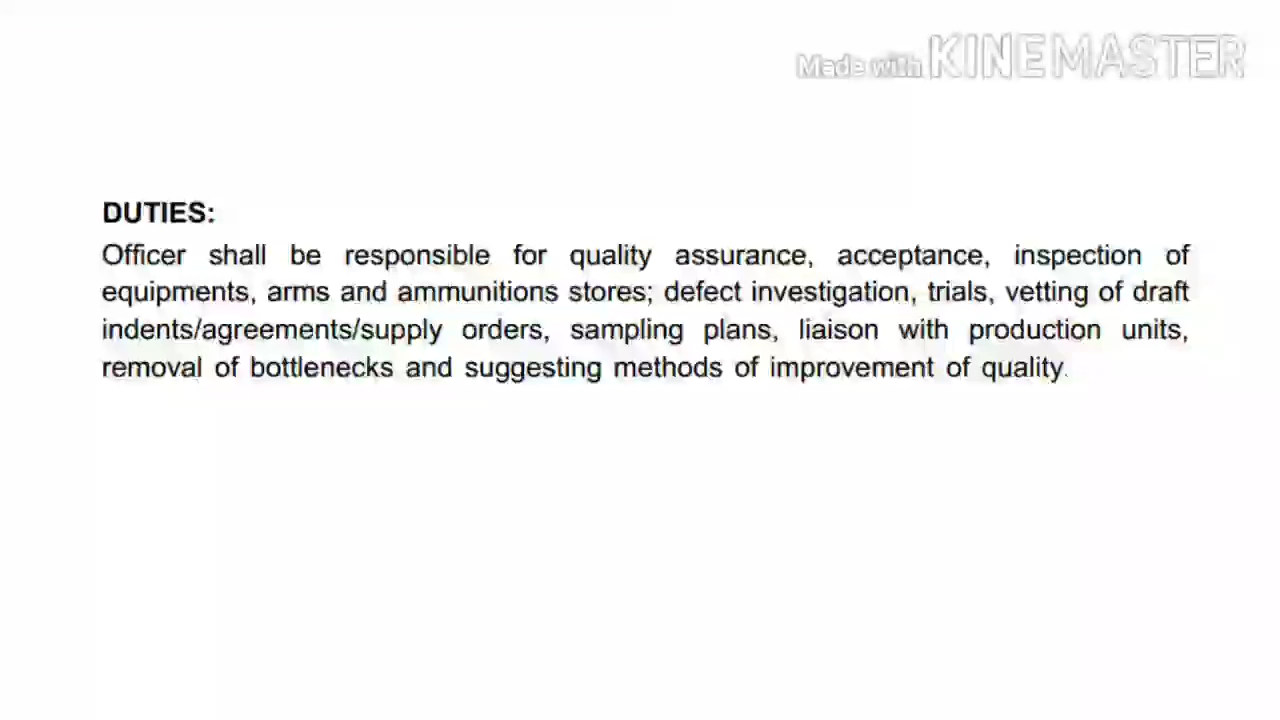 Made with KINEMASTER
DUTIES:
Officer shall be responsible for quality assurance, acceptance, inspection of
equipments, arms and ammunitions stores; defect investigation, trials, vetting of draft
indents/agreements/supply orders, sampling plans, liaison with production units,
removal of bottlenecks and suggesting methods of improvement of quality.